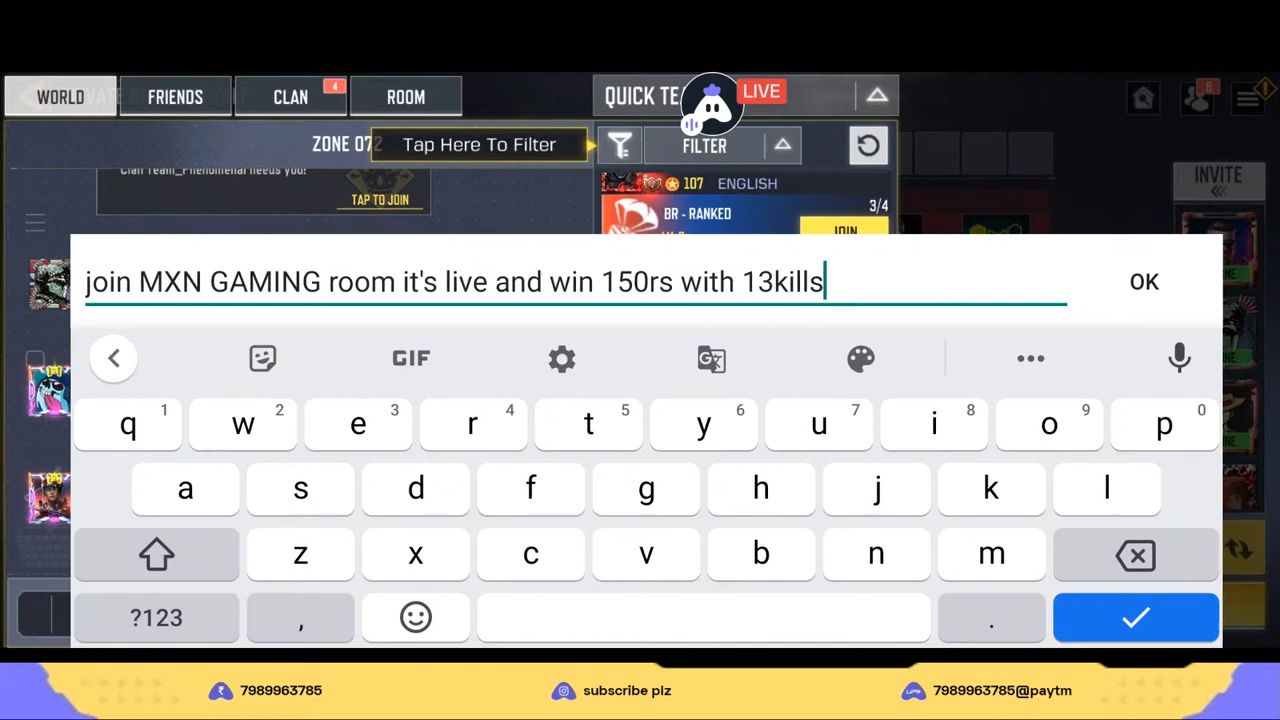 WORLD
FRIENDS
CLAN
4
ROOM
QUICK TE
LIVE
8
ZONE 072
Tap Here To Filter
FILTER
Clan Team_Phenomenal needs you!
TAP TO JOIN
107 ENGLISH
BR - RANKED
3/4
JOIN
INVITE
join MXN GAMING room it's live and win 150rs with 13kills
OK
GIF
q 1 w 2 e 3 r 4 t 5 y 6 u 7 i 8 o 9 p 0
a s d f g h j k l
z x c v b n m
?123 , .
7989963785
subscribe plz
7989963785@paytm